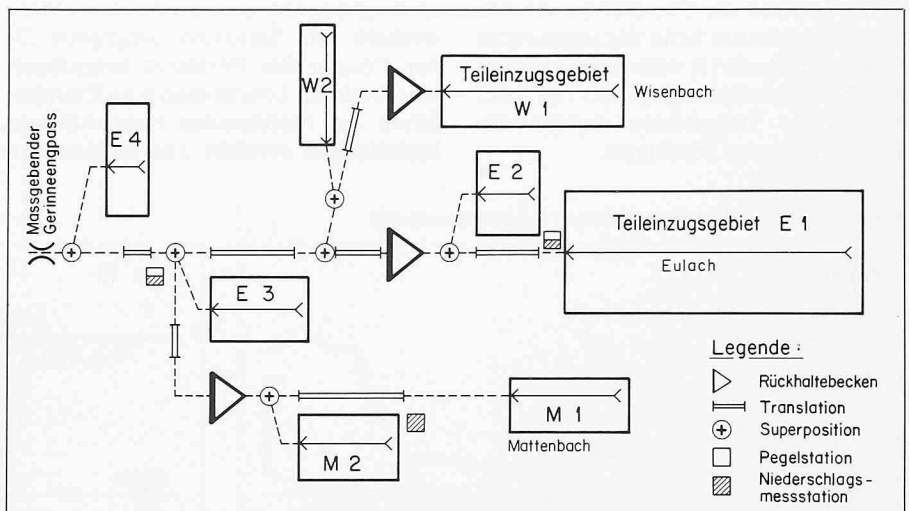 Massgebender
Gerinneengpass
E 4
W 2
Teileinzugsgebiet
W 1
Wisenbach
E 2
Teileinzugsgebiet E 1
Eulach
E 3
M 1
Mattenbach
M 2
Legende :
Rückhaltebecken
Translation
Superposition
Pegelstation
Niederschlags-
messstation